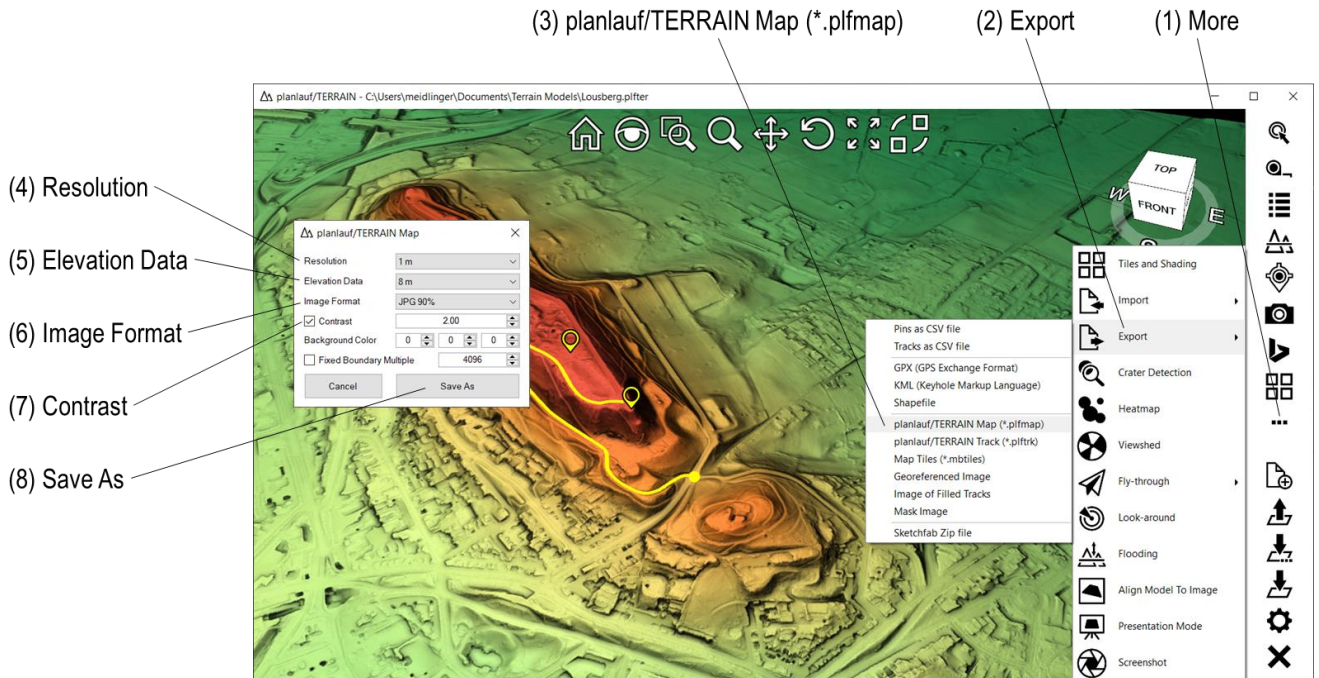 (3) planlauf/TERRAIN Map (*.plfmap)
(2) Export
(1) More
planlauf/TERRAIN - C:\Users\meidlinger\Documents\Terrain Models\Lousberg.plfter
TOP
FRONT
W
E
(4) Resolution
(5) Elevation Data
(6) Image Format
(7) Contrast
(8) Save As
planlauf/TERRAIN Map
Resolution
1 m
Elevation Data
8 m
Image Format
JPG 90%
Contrast
2.00
Background Color
0
0
0
Fixed Boundary Multiple
4096
Cancel
Save As
Pins as CSV file
Tracks as CSV file
GPX (GPS Exchange Format)
KML (Keyhole Markup Language)
Shapefile
planlauf/TERRAIN Map (*.plfmap)
planlauf/TERRAIN Track (*.plftrk)
Map Tiles (*.mbtiles)
Georeferenced Image
Image of Filled Tracks
Mask Image
Sketchfab Zip file
Tiles and Shading
Import
Export
Crater Detection
Heatmap
Viewshed
Fly-through
Look-around
Flooding
Align Model To Image
Presentation Mode
Screenshot